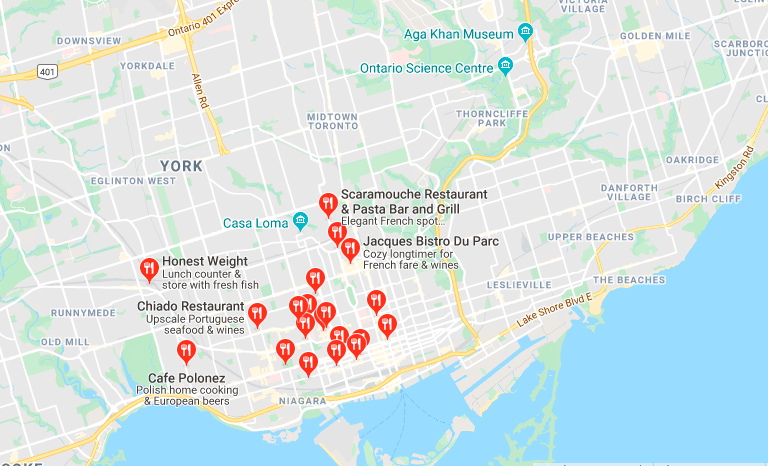 VICTORIA
VILLAGE
Ontario 401 Expre
Aga Khan Museum
GOLDEN MILE
DOWNSVIEW
SCARBORO
JUNCTION
YORKDALE
401
Ontario Science Centre
Allen Rd
MIDTOWN
TORONTO
THORNCLIFFE
PARK
YORK
OAKRIDGE
Kingston Rd
EGLINTON WEST
DANFORTH
VILLAGE
BIRCH CLIFF
Scaramouche Restaurant
& Pasta Bar and Grill
Elegant French spot...
Casa Loma
Jacques Bistro Du Parc
Cozy longtimer for
French fare & wines
UPPER BEACHES
Honest Weight
Lunch counter &
store with fresh fish
THE BEACHES
LESLIEVILLE
Chiado Restaurant
Upscale Portuguese
seafood & wines
RUNNYMEDE
Lake Shore Blvd E
OLD MILL
Cafe Polonez
Polish home cooking
& European beers
NIAGARA